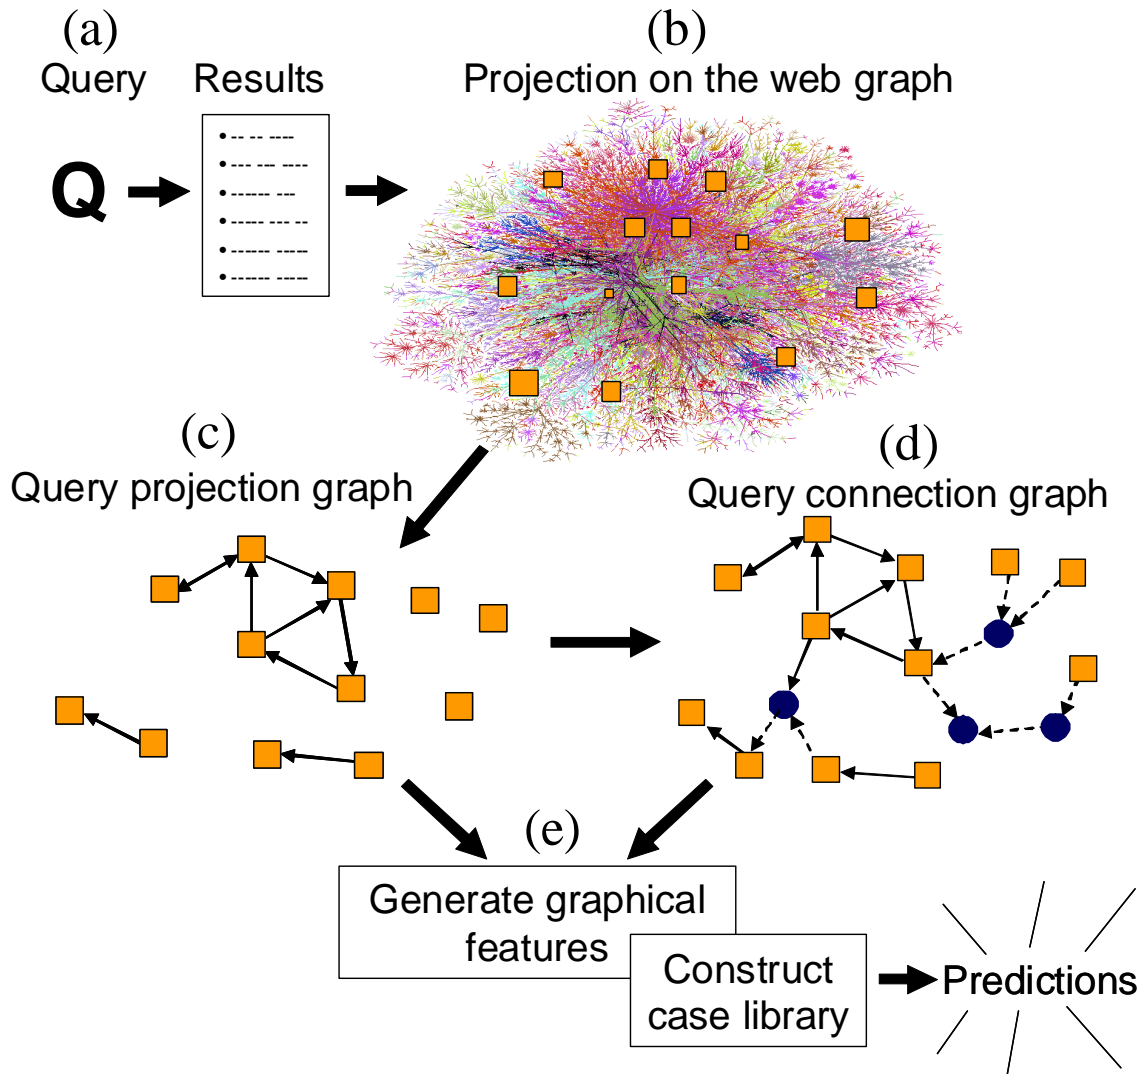 (a)
Query
Results
Q
(b)
Projection on the web graph
(c)
Query projection graph
(d)
Query connection graph
(e)
Generate graphical
features
Construct
case library
Predictions